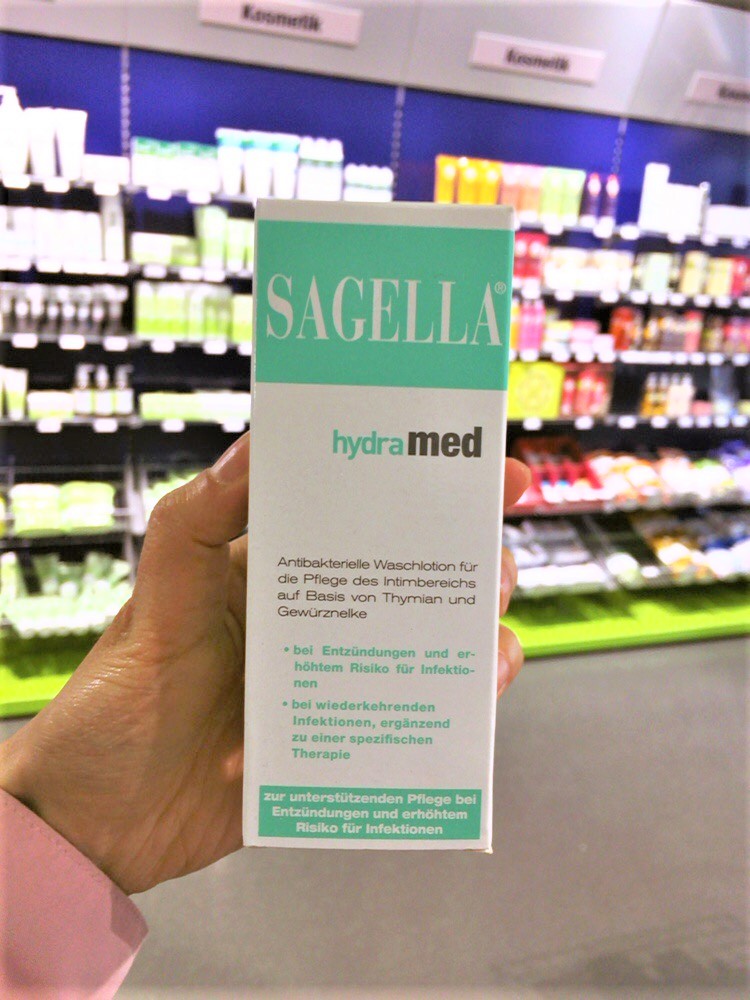 Kosmetik
Kosmetik
SAGELLA®
hydramed
Antibakterielle Waschlotion für
die Pflege des Intimbereichs
auf Basis von Thymian und
Gewürznelke
• bei Entzündungen und er-
höhtem Risiko für Infektio-
nen
• bei wiederkehrenden
Infektionen, ergänzend
zu einer spezifischen
Therapie
zur unterstützenden Pflege bei
Entzündungen und erhöhtem
Risiko für Infektionen